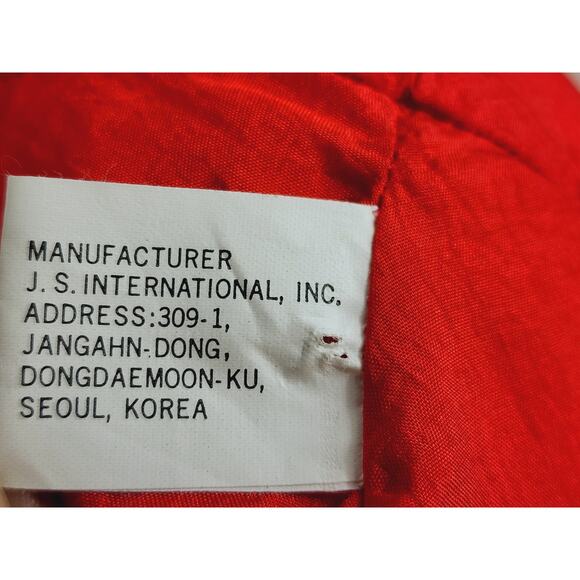 MANUFACTURER
J. S. INTERNATIONAL, INC.
ADDRESS:309-1,
JANGAHN-DONG,
DONGDAEMOON-KU,
SEOUL, KOREA